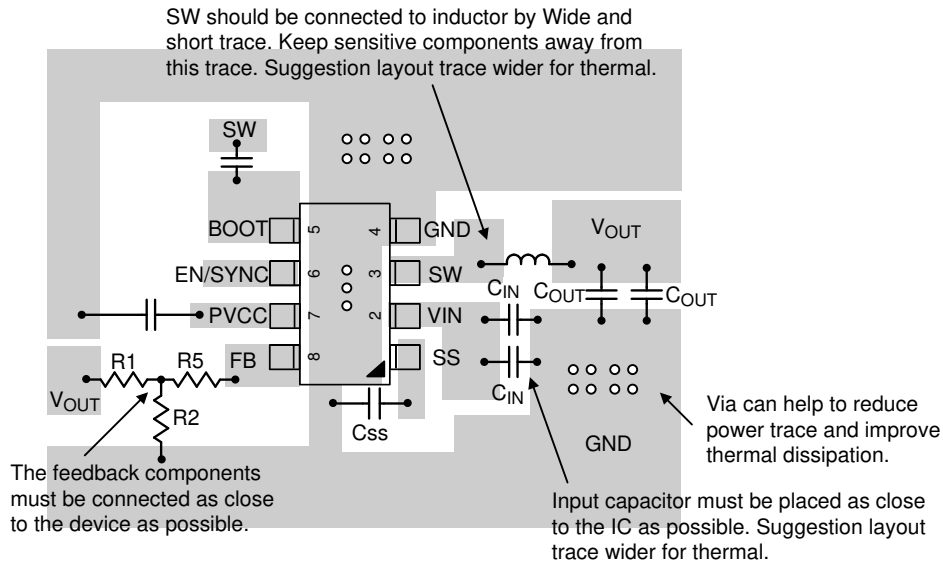 SW should be connected to inductor by Wide and
short trace. Keep sensitive components away from
this trace. Suggestion layout trace wider for thermal.
SW
BOOT
5
4
GND
VOUT
EN/SYNC
6
3
SW
CIN
COUT
COUT
PVCC
7
2
VIN
FB
8
SS
R1
R5
VOUT
R2
CIN
Css
GND
Via can help to reduce
power trace and improve
thermal dissipation.
The feedback components
must be connected as close
to the device as possible.
Input capacitor must be placed as close
to the IC as possible. Suggestion layout
trace wider for thermal.